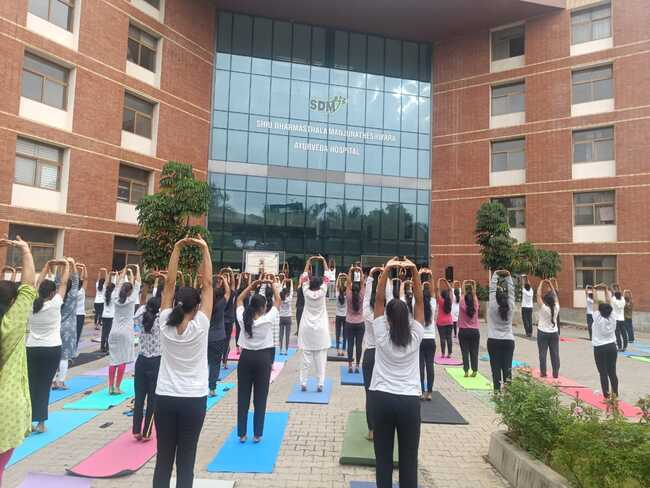 SDM
SHRI DHARMASTHALA MANJUNATHESHWARA
AYURVEDA HOSPITAL